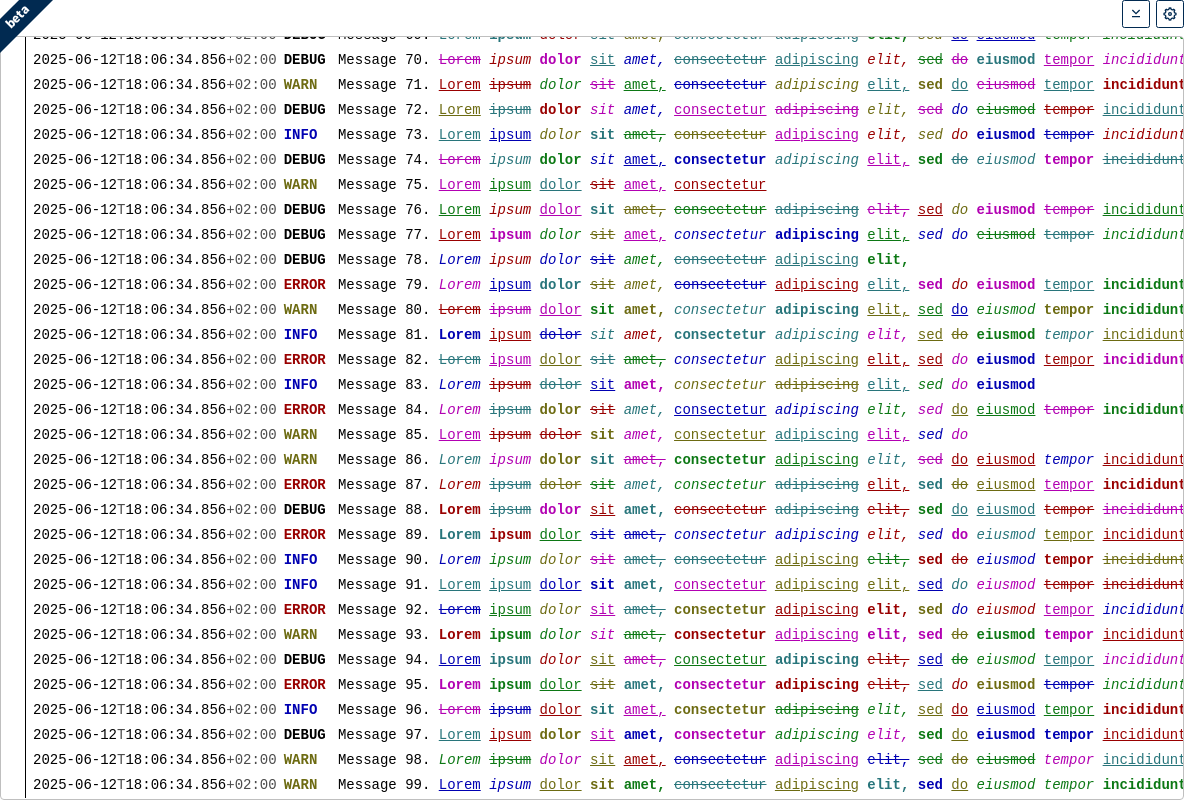 beta
2025-06-12T18:06:34.856+02:00 DEBUG Message 69. Lorem ipsum dolor sit amet, consectetur adipiscing elit, sed do eiusmod tempor incididunt
2025-06-12T18:06:34.856+02:00 DEBUG Message 70. Lorem ipsum dolor sit amet, consectetur adipiscing elit, sed do eiusmod tempor incididunt
2025-06-12T18:06:34.856+02:00 WARN Message 71. Lorem ipsum dolor sit amet, consectetur adipiscing elit, sed do eiusmod tempor incididunt
2025-06-12T18:06:34.856+02:00 DEBUG Message 72. Lorem ipsum dolor sit amet, consectetur adipiscing elit, sed do eiusmod tempor incididunt
2025-06-12T18:06:34.856+02:00 INFO Message 73. Lorem ipsum dolor sit amet, consectetur adipiscing elit, sed do eiusmod tempor incididunt
2025-06-12T18:06:34.856+02:00 DEBUG Message 74. Lorem ipsum dolor sit amet, consectetur adipiscing elit, sed do eiusmod tempor incididunt
2025-06-12T18:06:34.856+02:00 WARN Message 75. Lorem ipsum dolor sit amet, consectetur
2025-06-12T18:06:34.856+02:00 DEBUG Message 76. Lorem ipsum dolor sit amet, consectetur adipiscing elit, sed do eiusmod tempor incididunt
2025-06-12T18:06:34.856+02:00 DEBUG Message 77. Lorem ipsum dolor sit amet, consectetur adipiscing elit, sed do eiusmod tempor incididunt
2025-06-12T18:06:34.856+02:00 DEBUG Message 78. Lorem ipsum dolor sit amet, consectetur adipiscing elit,
2025-06-12T18:06:34.856+02:00 ERROR Message 79. Lorem ipsum dolor sit amet, consectetur adipiscing elit, sed do eiusmod tempor incididunt
2025-06-12T18:06:34.856+02:00 WARN Message 80. Lorem ipsum dolor sit amet, consectetur adipiscing elit, sed do eiusmod tempor incididunt
2025-06-12T18:06:34.856+02:00 INFO Message 81. Lorem ipsum dolor sit amet, consectetur adipiscing elit, sed do eiusmod tempor incididunt
2025-06-12T18:06:34.856+02:00 ERROR Message 82. Lorem ipsum dolor sit amet, consectetur adipiscing elit, sed do eiusmod tempor incididunt
2025-06-12T18:06:34.856+02:00 INFO Message 83. Lorem ipsum dolor sit amet, consectetur adipiscing elit, sed do eiusmod
2025-06-12T18:06:34.856+02:00 ERROR Message 84. Lorem ipsum dolor sit amet, consectetur adipiscing elit, sed do eiusmod tempor incididunt
2025-06-12T18:06:34.856+02:00 WARN Message 85. Lorem ipsum dolor sit amet, consectetur adipiscing elit, sed do
2025-06-12T18:06:34.856+02:00 WARN Message 86. Lorem ipsum dolor sit amet, consectetur adipiscing elit, sed do eiusmod tempor incididunt
2025-06-12T18:06:34.856+02:00 ERROR Message 87. Lorem ipsum dolor sit amet, consectetur adipiscing elit, sed do eiusmod tempor incididunt
2025-06-12T18:06:34.856+02:00 DEBUG Message 88. Lorem ipsum dolor sit amet, consectetur adipiscing elit, sed do eiusmod tempor incididunt
2025-06-12T18:06:34.856+02:00 ERROR Message 89. Lorem ipsum dolor sit amet, consectetur adipiscing elit, sed do eiusmod tempor incididunt
2025-06-12T18:06:34.856+02:00 INFO Message 90. Lorem ipsum dolor sit amet, consectetur adipiscing elit, sed do eiusmod tempor incididunt
2025-06-12T18:06:34.856+02:00 INFO Message 91. Lorem ipsum dolor sit amet, consectetur adipiscing elit, sed do eiusmod tempor incididunt
2025-06-12T18:06:34.856+02:00 ERROR Message 92. Lorem ipsum dolor sit amet, consectetur adipiscing elit, sed do eiusmod tempor incididunt
2025-06-12T18:06:34.856+02:00 WARN Message 93. Lorem ipsum dolor sit amet, consectetur adipiscing elit, sed do eiusmod tempor incididunt
2025-06-12T18:06:34.856+02:00 DEBUG Message 94. Lorem ipsum dolor sit amet, consectetur adipiscing elit, sed do eiusmod tempor incididunt
2025-06-12T18:06:34.856+02:00 ERROR Message 95. Lorem ipsum dolor sit amet, consectetur adipiscing elit, sed do eiusmod tempor incididunt
2025-06-12T18:06:34.856+02:00 INFO Message 96. Lorem ipsum dolor sit amet, consectetur adipiscing elit, sed do eiusmod tempor incididunt
2025-06-12T18:06:34.856+02:00 DEBUG Message 97. Lorem ipsum dolor sit amet, consectetur adipiscing elit, sed do eiusmod tempor incididunt
2025-06-12T18:06:34.856+02:00 WARN Message 98. Lorem ipsum dolor sit amet, consectetur adipiscing elit, sed do eiusmod tempor incididunt
2025-06-12T18:06:34.856+02:00 WARN Message 99. Lorem ipsum dolor sit amet, consectetur adipiscing elit, sed do eiusmod tempor incididunt